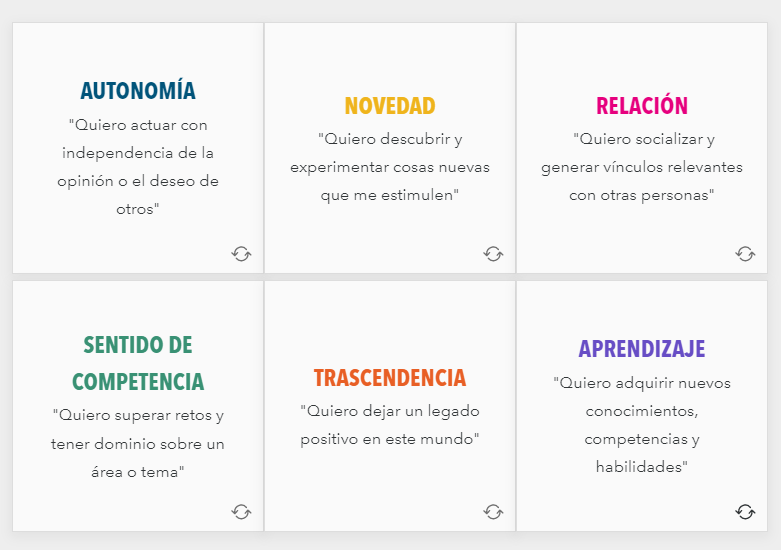 AUTONOMÍA
"Quiero actuar con
independencia de la
opinión o el deseo de
otros"
NOVEDAD
"Quiero descubrir y
experimentar cosas nuevas
que me estimulen"
RELACIÓN
"Quiero socializar y
generar vínculos relevantes
con otras personas"
SENTIDO DE
COMPETENCIA
"Quiero superar retos y
tener dominio sobre un
área o tema"
TRASCENDENCIA
"Quiero dejar un legado
positivo en este mundo"
APRENDIZAJE
"Quiero adquirir nuevos
conocimientos,
competencias y
habilidades"